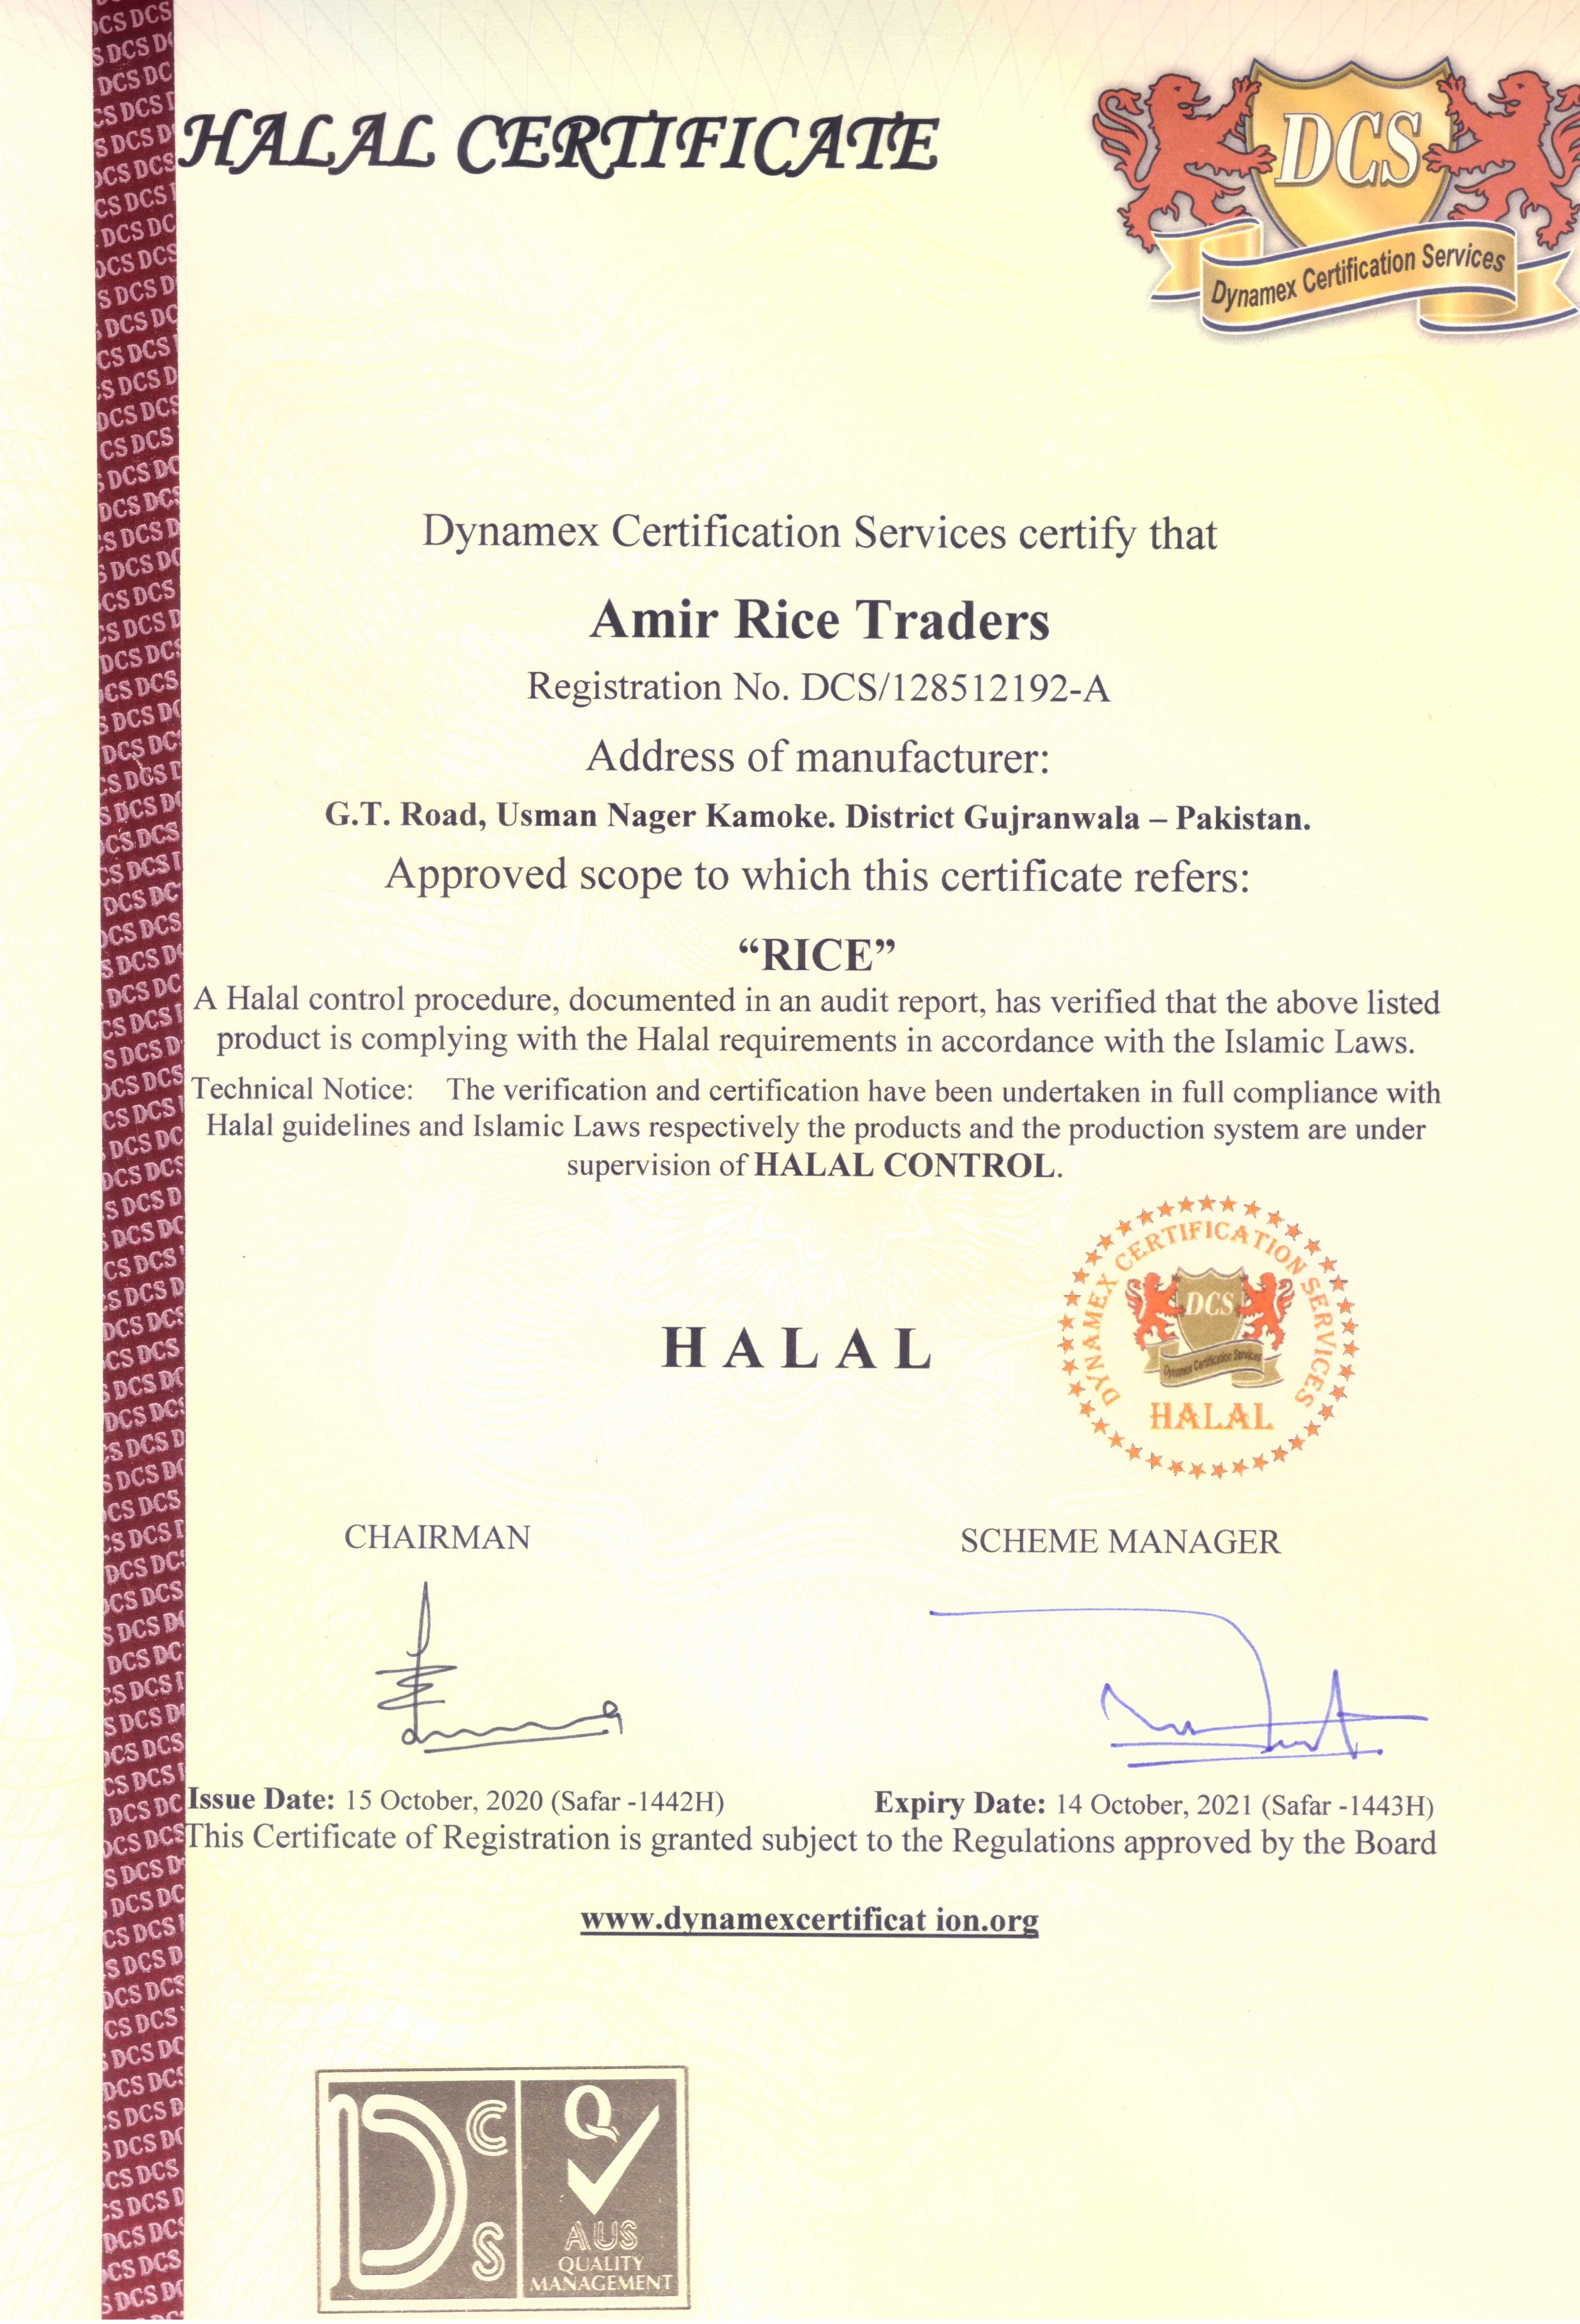 HALAL CERTIFICATE
DCS
Dynamex Certification Services
Dynamex Certification Services certify that
Amir Rice Traders
Registration No. DCS/128512192-A
Address of manufacturer:
G.T. Road, Usman Nager Kamoke. District Gujranwala – Pakistan.
Approved scope to which this certificate refers:
“RICE”
A Halal control procedure, documented in an audit report, has verified that the above listed
product is complying with the Halal requirements in accordance with the Islamic Laws.
Technical Notice: The verification and certification have been undertaken in full compliance with
Halal guidelines and Islamic Laws respectively the products and the production system are under
supervision of HALAL CONTROL.
DYNAMEX CERTIFICATION SERVICES
DCS
Dynamex Certification Services
HALAL
H A L A L
CHAIRMAN
SCHEME MANAGER
Issue Date: 15 October, 2020 (Safar -1442H)
Expiry Date: 14 October, 2021 (Safar -1443H)
This Certificate of Registration is granted subject to the Regulations approved by the Board
www.dynamexcertificat ion.org
DCS
Q
AUS
QUALITY
MANAGEMENT